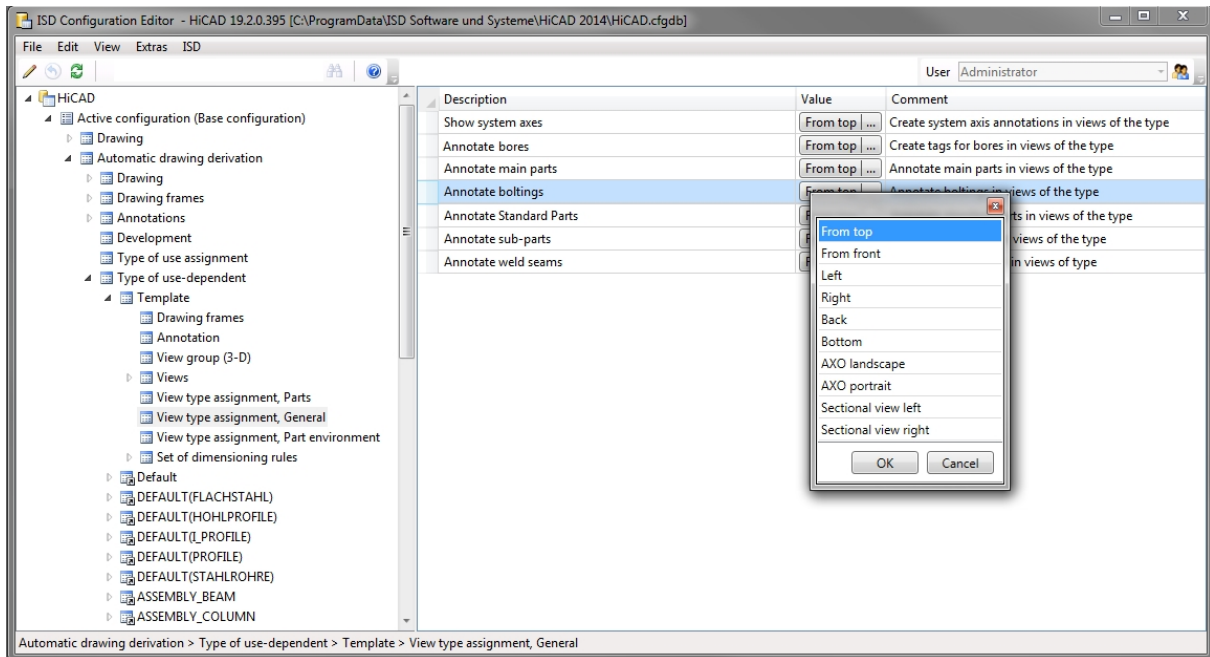 ISD Configuration Editor - HiCAD 19.2.0.395 [C:\ProgramData\ISD Software und Systeme\HiCAD 2014\HiCAD.cfgdb]
File Edit View Extras ISD
User Administrator
HiCAD
Active configuration (Base configuration)
Drawing
Automatic drawing derivation
Drawing
Drawing frames
Annotations
Development
Type of use assignment
Type of use-dependent
Template
Drawing frames
Annotation
View group (3-D)
Views
View type assignment, Parts
View type assignment, General
View type assignment, Part environment
Set of dimensioning rules
Default
DEFAULT(FLACHSTAHL)
DEFAULT(HOHLPROFILE)
DEFAULT(I_PROFILE)
DEFAULT(PROFILE)
DEFAULT(STAHLROHRE)
ASSEMBLY_BEAM
ASSEMBLY_COLUMN
Description Value Comment
Show system axes From top ... Create system axis annotations in views of the type
Annotate bores From top ... Create tags for bores in views of the type
Annotate main parts From top ... Annotate main parts in views of the type
Annotate boltings From top ... Annotate boltings in views of the type
Annotate Standard Parts in views of the type
Annotate sub-parts views of the type
Annotate weld seams in views of type
From top
From front
Left
Right
Back
Bottom
AXO landscape
AXO portrait
Sectional view left
Sectional view right
OK Cancel
Automatic drawing derivation > Type of use-dependent > Template > View type assignment, General